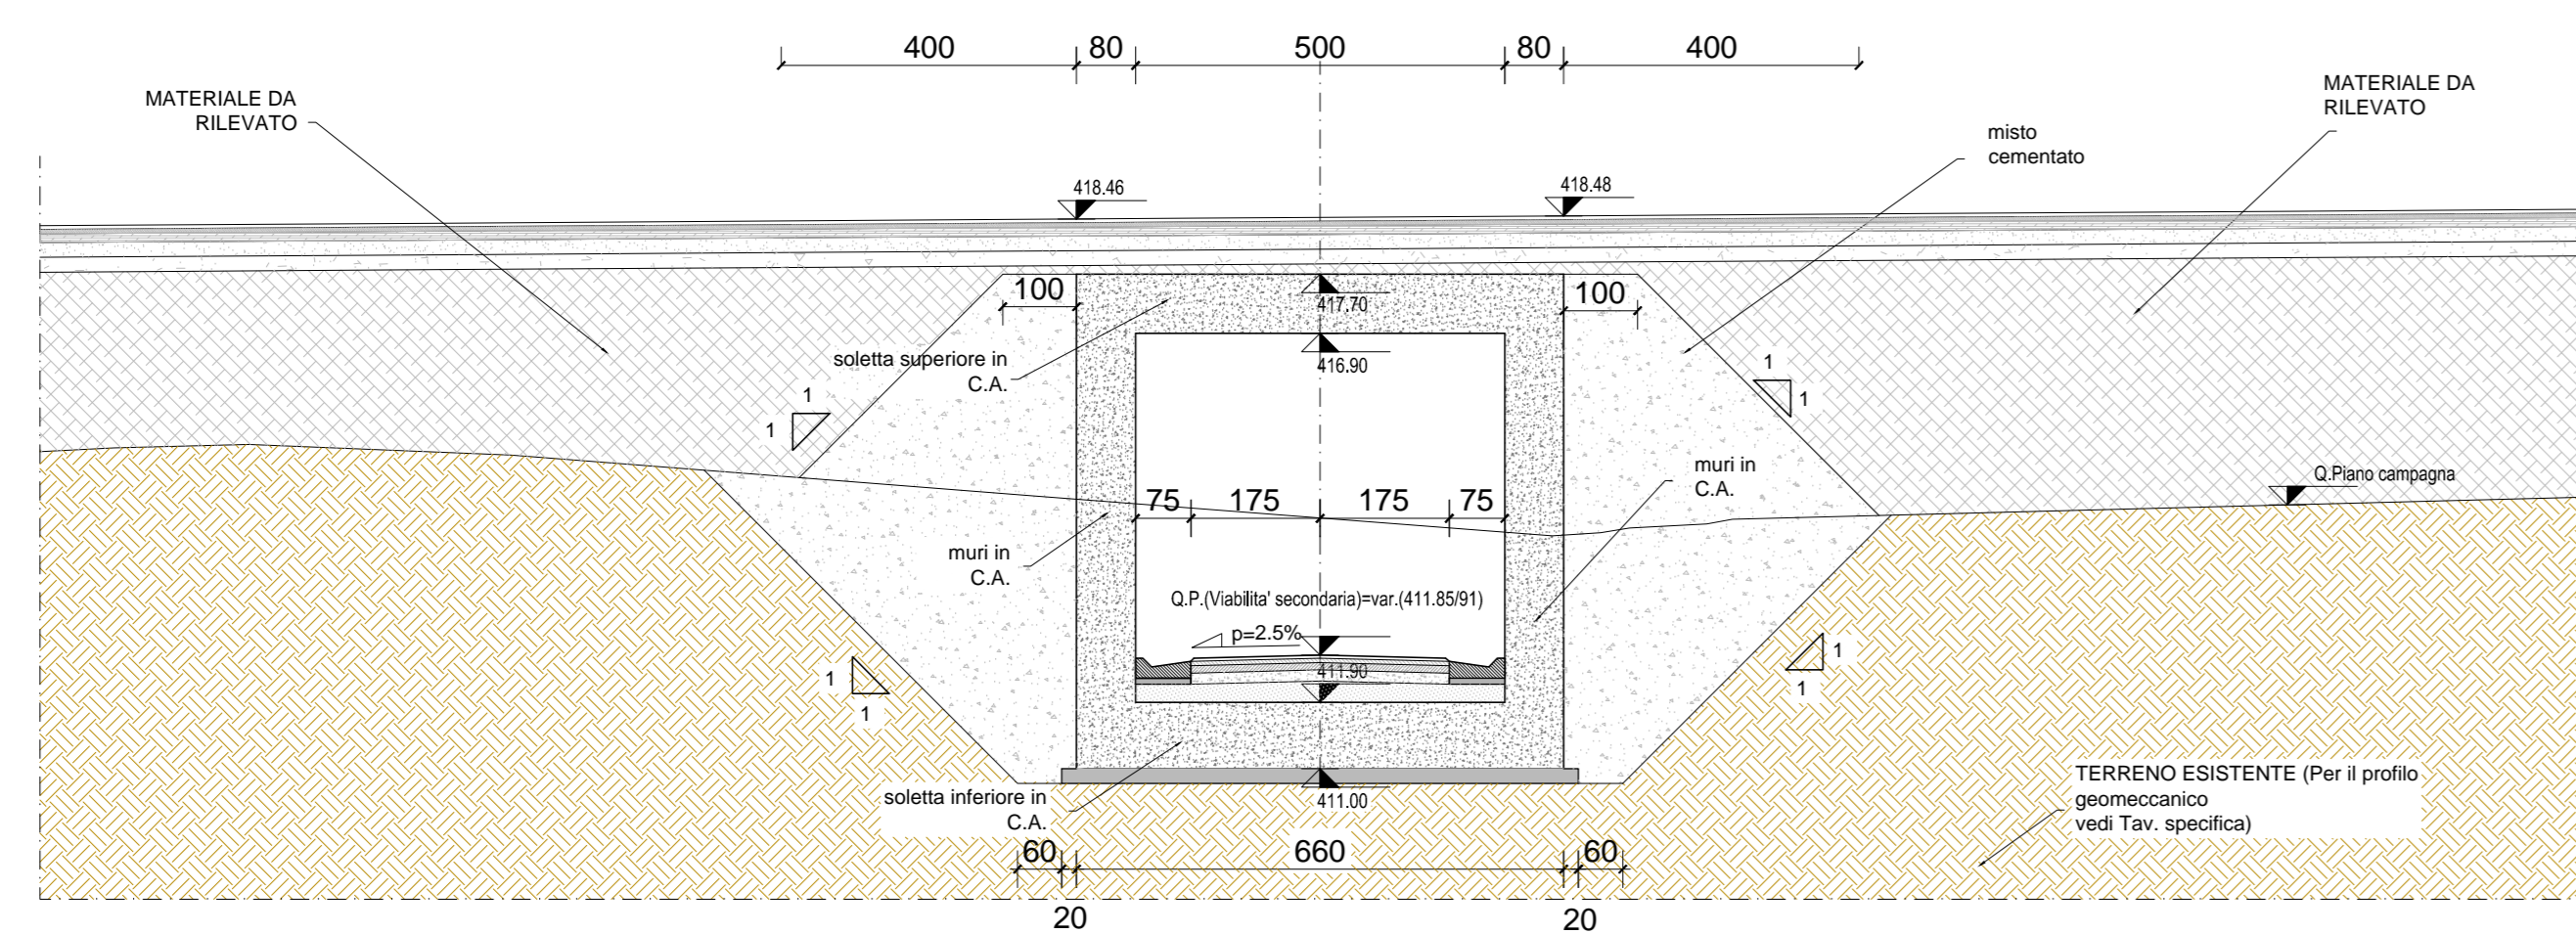 400 80 500 80 400
MATERIALE DA
RILEVATO
MATERIALE DA
RILEVATO
misto
cementato
418.46
418.48
100
417.70
100
soletta superiore in
C.A.
416.90
1
1
1
1
muri in
C.A.
Q.Piano campagna
75 175 175 75
muri in
C.A.
Q.P.(Viabilita' secondaria)=var.(411.85/91)
p=2.5%
411.90
1
1
1
1
TERRENO ESISTENTE (Per il profilo
geomeccanico
vedi Tav. specifica)
soletta inferiore in
C.A.
411.00
60 660 60
20 20